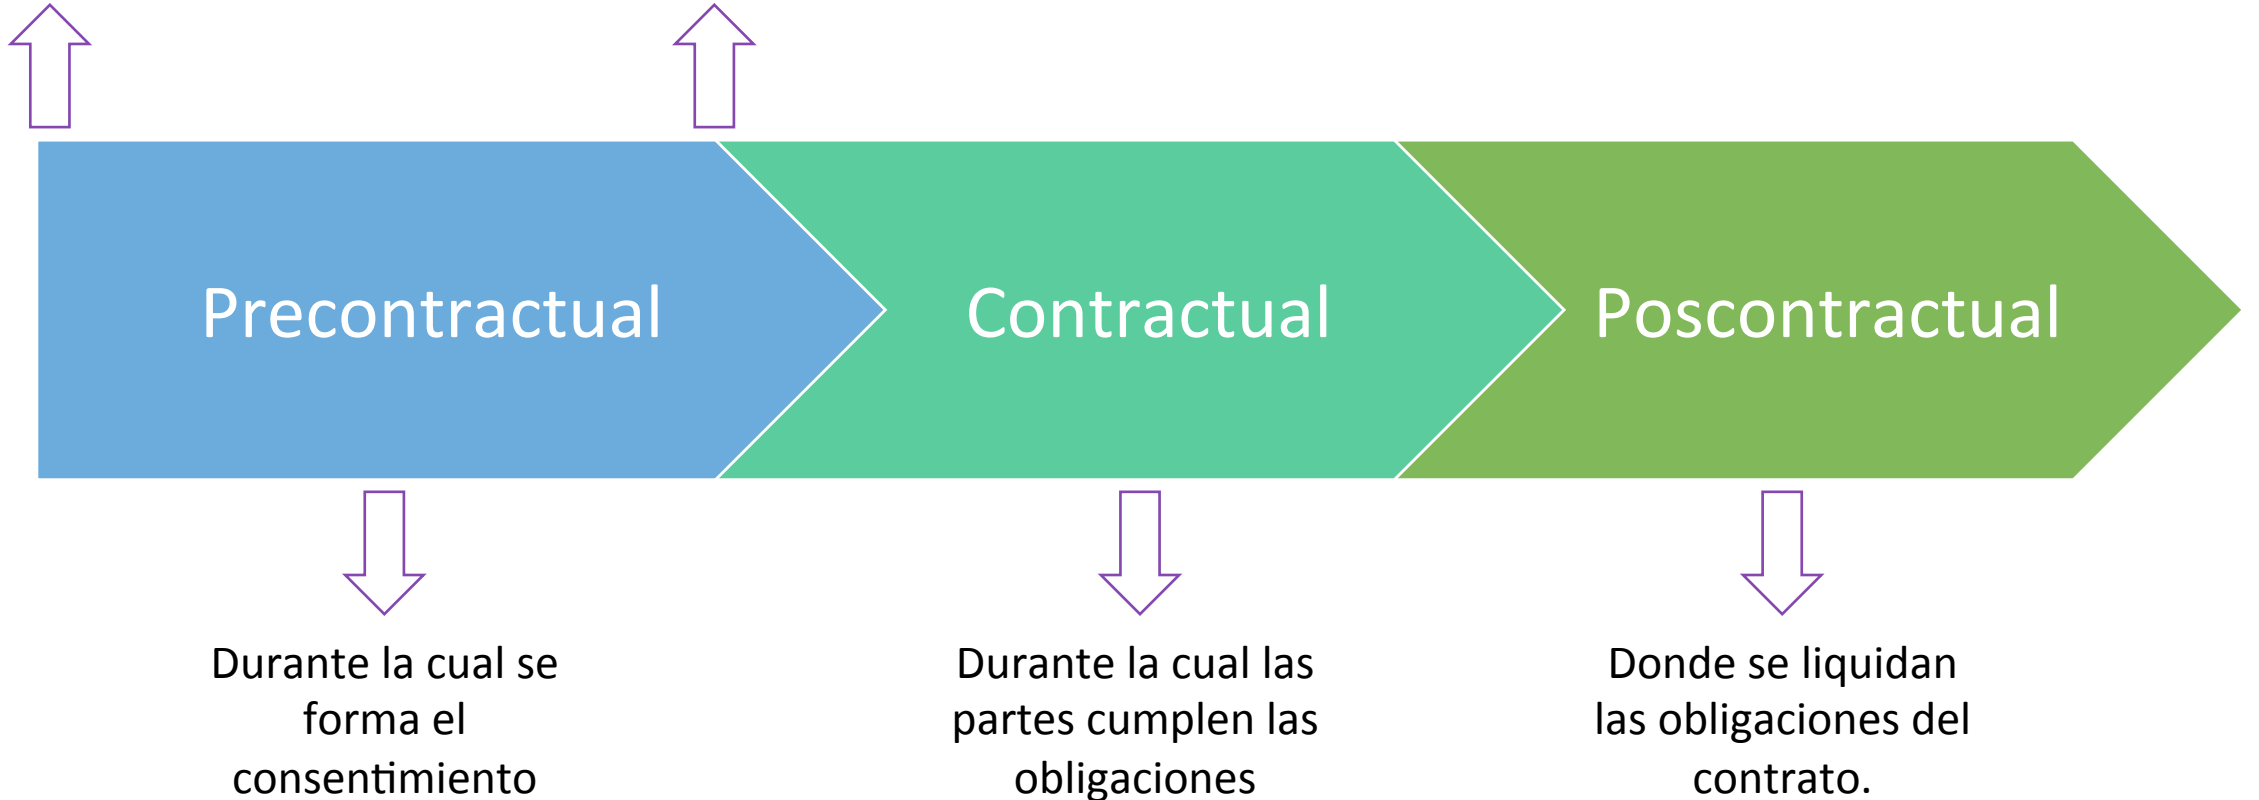 Precontractual
Contractual
Poscontractual
Durante la cual se
forma el
consentimiento
Durante la cual las
partes cumplen las
obligaciones
Donde se liquidan
las obligaciones del
contrato.